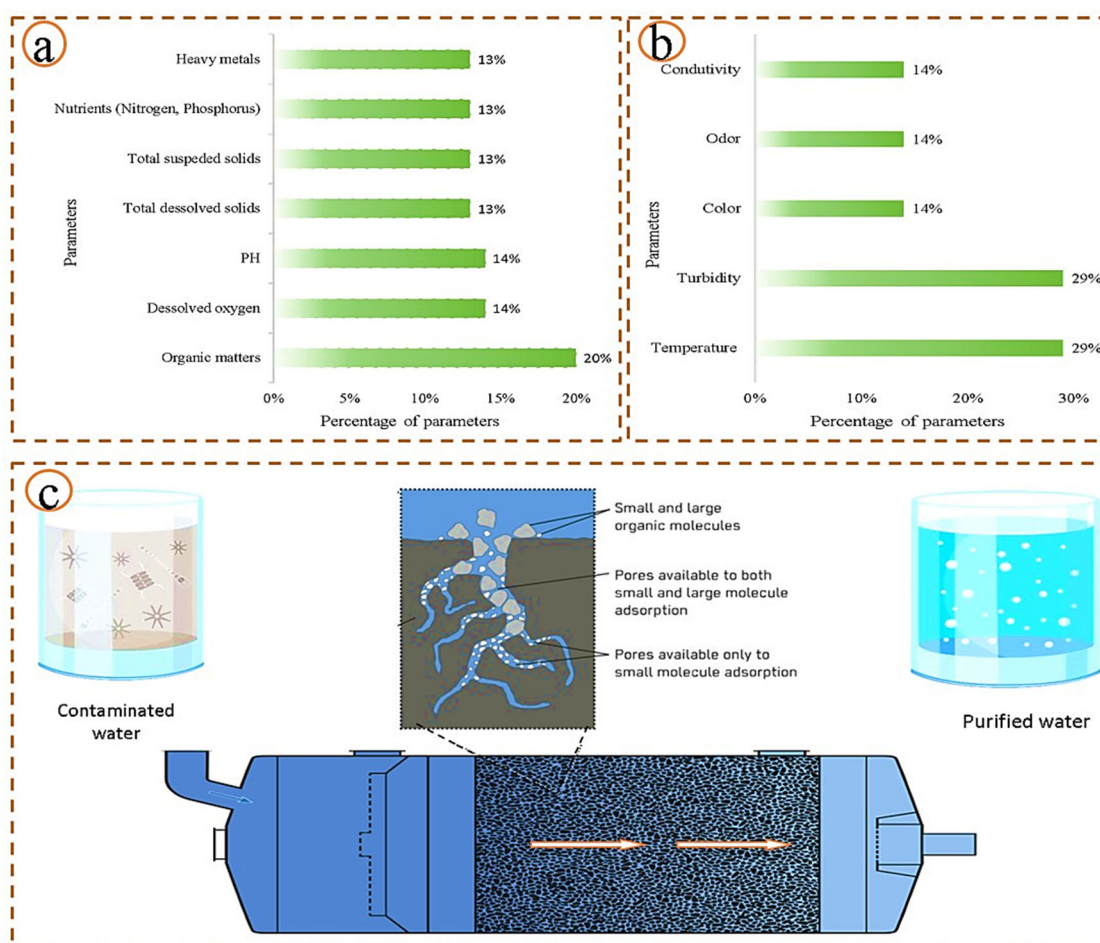 a
Heavy metals 13%
Nutrients (Nitrogen, Phosphorus) 13%
Total suspeded solids 13%
Total dessolved solids 13%
PH 14%
Dessolved oxygen 14%
Organic matters 20%
Parameters
0% 5% 10% 15% 20%
Percentage of parameters
b
Condutivity 14%
Odor 14%
Color 14%
Turbidity 29%
Temperature 29%
Parameters
0% 10% 20% 30%
Percentage of parameters
c
Contaminated
water
Small and large
organic molecules
Pores available to both
small and large molecule
adsorption
Pores available only to
small molecule adsorption
Purified water